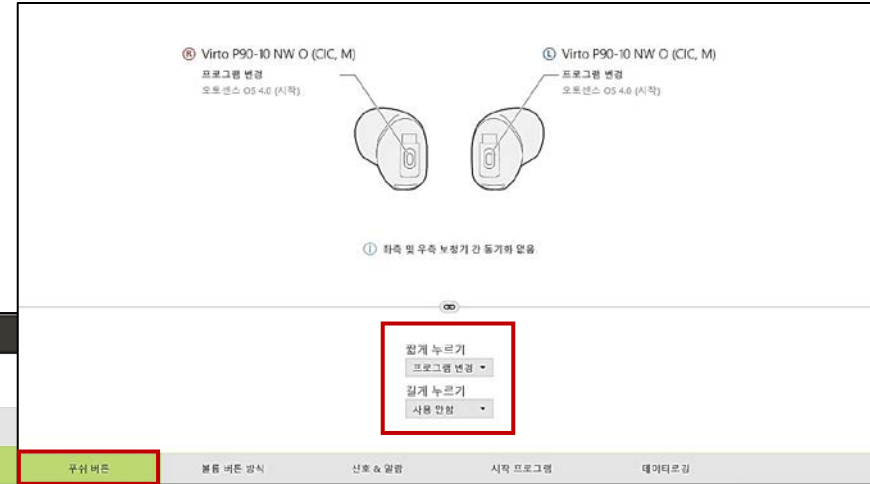 R Virto P90-10 NW O (CIC, M)
프로그램 변경
오토센스 OS 4.0 (시작)
L Virto P90-10 NW O (CIC, M)
프로그램 변경
오토센스 OS 4.0 (시작)
i 좌측 및 우측 보청기 간 동기화 없음
짧게 누르기
프로그램 변경
길게 누르기
사용 안함
푸쉬 버튼
볼륨 버튼 방식
신호 & 알람
시작 프로그램
데이터로깅